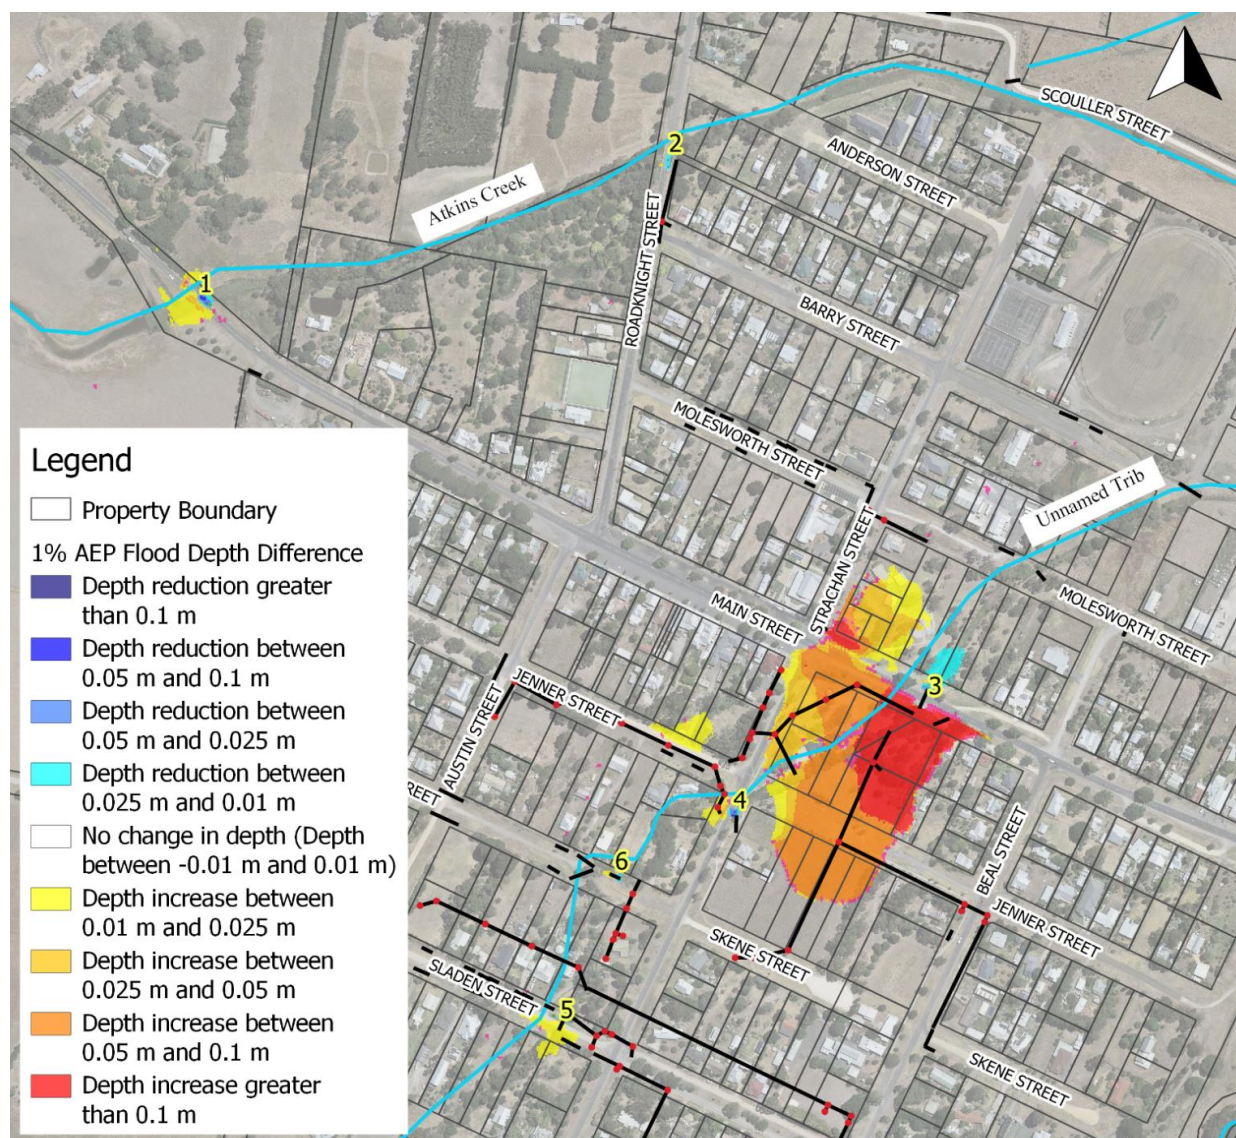 SCOULLER STREET
2
ANDERSON STREET
Atkins Creek
ROADKNIGHT STREET
1
BARRY STREET
MOLESWORTH STREET
Unnamed Trib
STRACHAN STREET
MAIN STREET
MOLESWORTH STREET
3
JENNER STREET
AUSTIN STREET
4
REET
BEAL STREET
6
JENNER STREET
SKENE STREET
SLADEN STREET
5
SKENE STREET
Legend
Property Boundary
1% AEP Flood Depth Difference
Depth reduction greater
than 0.1 m
Depth reduction between
0.05 m and 0.1 m
Depth reduction between
0.05 m and 0.025 m
Depth reduction between
0.025 m and 0.01 m
No change in depth (Depth
between -0.01 m and 0.01 m)
Depth increase between
0.01 m and 0.025 m
Depth increase between
0.025 m and 0.05 m
Depth increase between
0.05 m and 0.1 m
Depth increase greater
than 0.1 m